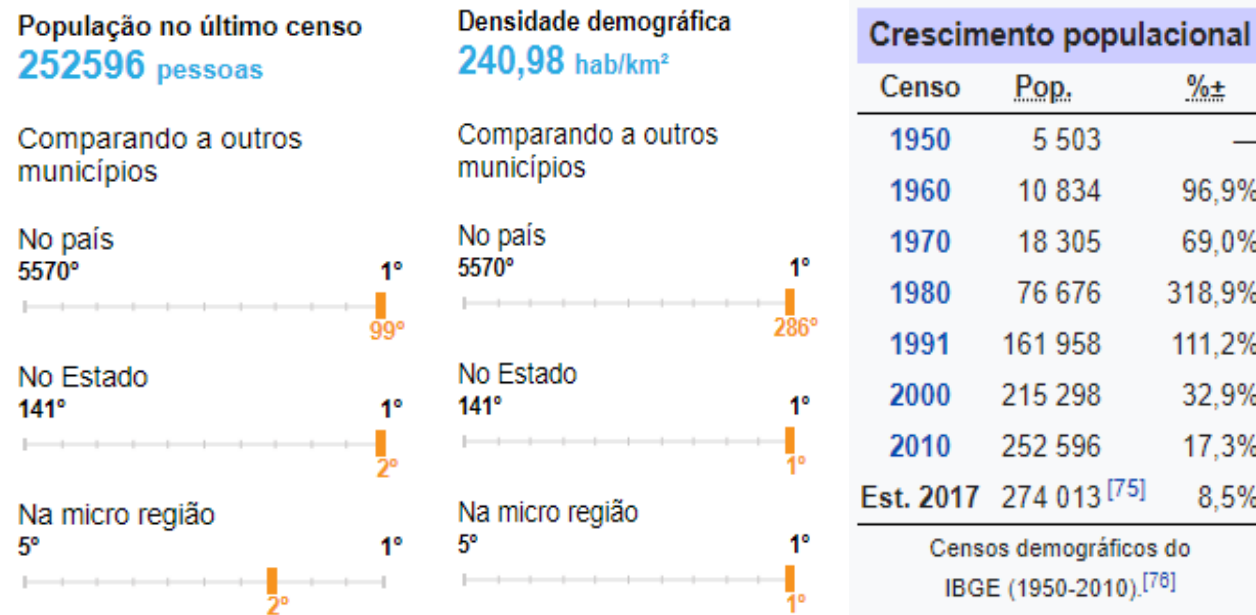 População no último censo
252596 pessoas
Comparando a outros
municípios
No país
5570º 1º
99º
No Estado
141º 1º
2º
Na micro região
5º 1º
2º
Densidade demográfica
240,98 hab/km²
Comparando a outros
municípios
No país
5570º 1º
286º
No Estado
141º 1º
1º
Na micro região
5º 1º
1º
Crescimento populacional
Censo Pop. %±
1950 5 503 —
1960 10 834 96,9%
1970 18 305 69,0%
1980 76 676 318,9%
1991 161 958 111,2%
2000 215 298 32,9%
2010 252 596 17,3%
Est. 2017 274 013 [75] 8,5%
Censos demográficos do
IBGE (1950-2010).[76]